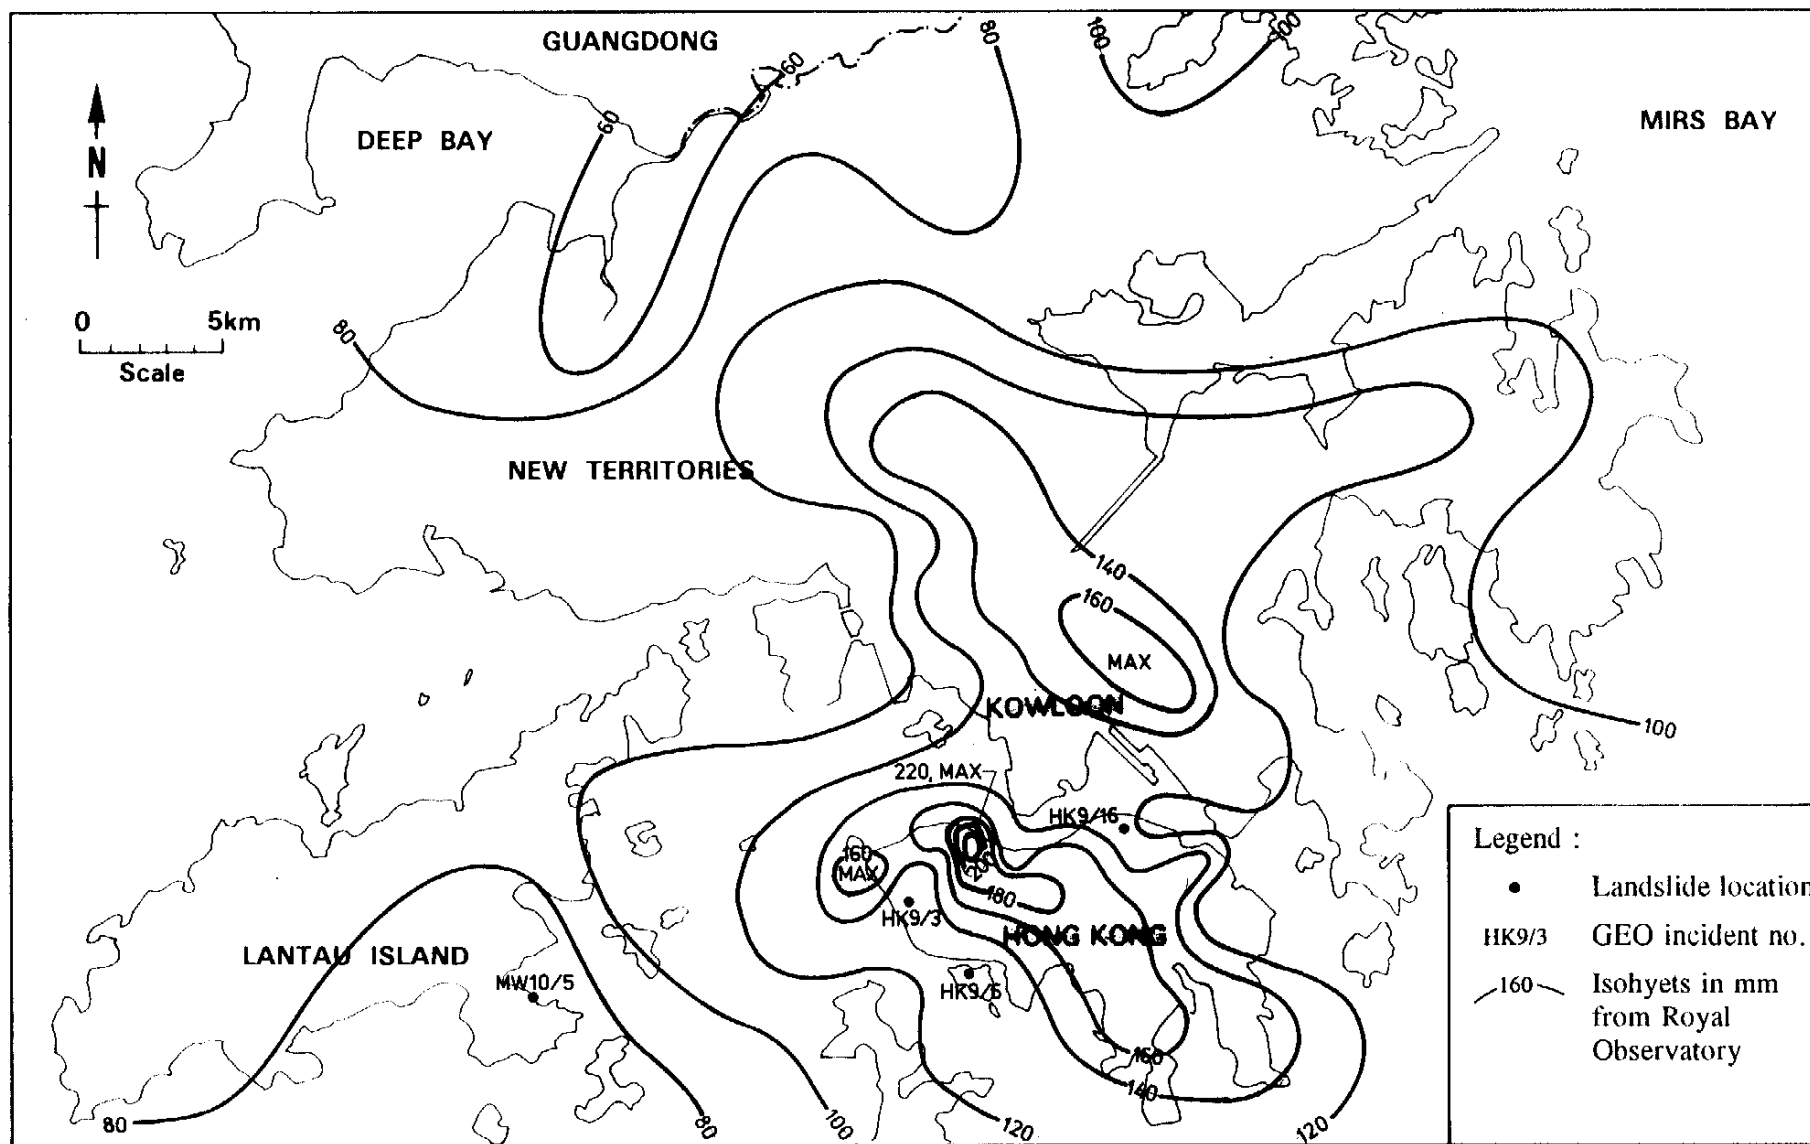 GUANGDONG
60
80
100
100
DEEP BAY
60
MIRS BAY
N
0 5km
Scale
80
NEW TERRITORIES
140
160
MAX
KOWLOON
100
220, MAX
HK9/16
160
MAX
200
180
HK9/3
HONG KONG
LANTAU ISLAND
MW10/5
HK9/6
160
140
80
80
100
120
120
Legend :
• Landslide location
HK9/3 GEO incident no.
160 Isohyets in mm
from Royal
Observatory